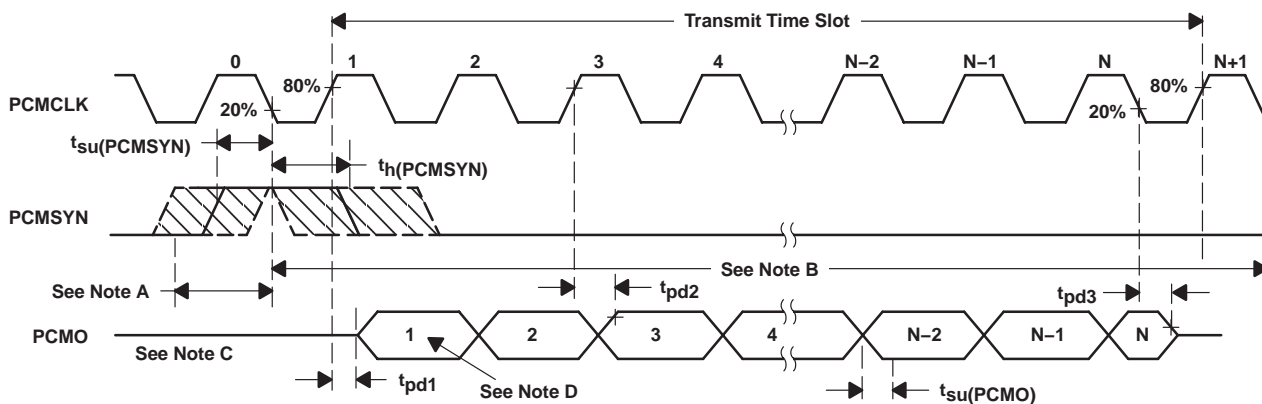 Transmit Time Slot
0 1 2 3 4 N–2 N–1 N N+1
80% 80%
PCMCLK
20% 20%
tsu(PCMSYN)
th(PCMSYN)
PCMSYN
See Note B
See Note A
tpd2 tpd3
PCMO
1 2 3 4 N–2 N–1 N
See Note C
tpd1
See Note D
tsu(PCMO)